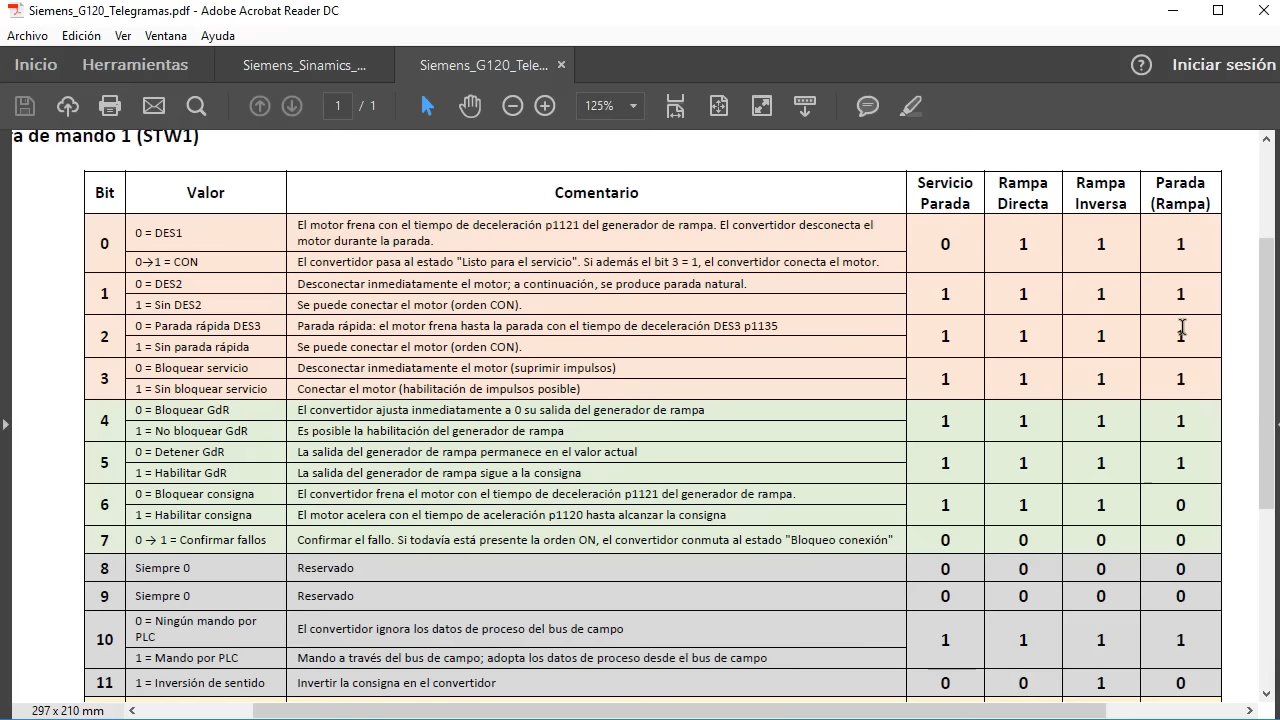 Siemens_G120_Telegramas.pdf - Adobe Acrobat Reader DC
Archivo Edición Ver Ventana Ayuda
Inicio Herramientas Siemens_Sinamics_... Siemens_G120_Tele... × ? Iniciar sesión
1 / 1 125%
ra de mando 1 (STW1)
Bit Valor Comentario Servicio Parada Rampa Directa Rampa Inversa Parada (Rampa)
0 0 = DES1 El motor frena con el tiempo de deceleración p1121 del generador de rampa. El convertidor desconecta el
motor durante la parada. 0 1 1 1
0→1 = CON El convertidor pasa al estado "Listo para el servicio". Si además el bit 3 = 1, el convertidor conecta el motor.
1 0 = DES2 Desconectar inmediatamente el motor; a continuación, se produce parada natural. 1 1 1 1
1 = Sin DES2 Se puede conectar el motor (orden CON).
2 0 = Parada rápida DES3 Parada rápida: el motor frena hasta la parada con el tiempo de deceleración DES3 p1135 1 1 1 1
1 = Sin parada rápida Se puede conectar el motor (orden CON).
3 0 = Bloquear servicio Desconectar inmediatamente el motor (suprimir impulsos) 1 1 1 1
1 = Sin bloquear servicio Conectar el motor (habilitación de impulsos posible)
4 0 = Bloquear GdR El convertidor ajusta inmediatamente a 0 su salida del generador de rampa 1 1 1 1
1 = No bloquear GdR Es posible la habilitación del generador de rampa
5 0 = Detener GdR La salida del generador de rampa permanece en el valor actual 1 1 1 1
1 = Habilitar GdR La salida del generador de rampa sigue a la consigna
6 0 = Bloquear consigna El convertidor frena el motor con el tiempo de deceleración p1121 del generador de rampa. 1 1 1 0
1 = Habilitar consigna El motor acelera con el tiempo de aceleración p1120 hasta alcanzar la consigna
7 0 → 1 = Confirmar fallos Confirmar el fallo. Si todavía está presente la orden ON, el convertidor conmuta al estado "Bloqueo conexión" 0 0 0 0
8 Siempre 0 Reservado 0 0 0 0
9 Siempre 0 Reservado 0 0 0 0
10 0 = Ningún mando por
PLC El convertidor ignora los datos de proceso del bus de campo 1 1 1 1
1 = Mando por PLC Mando a través del bus de campo; adopta los datos de proceso desde el bus de campo
11 1 = Inversión de sentido Invertir la consigna en el convertidor 0 0 1 0
297 x 210 mm